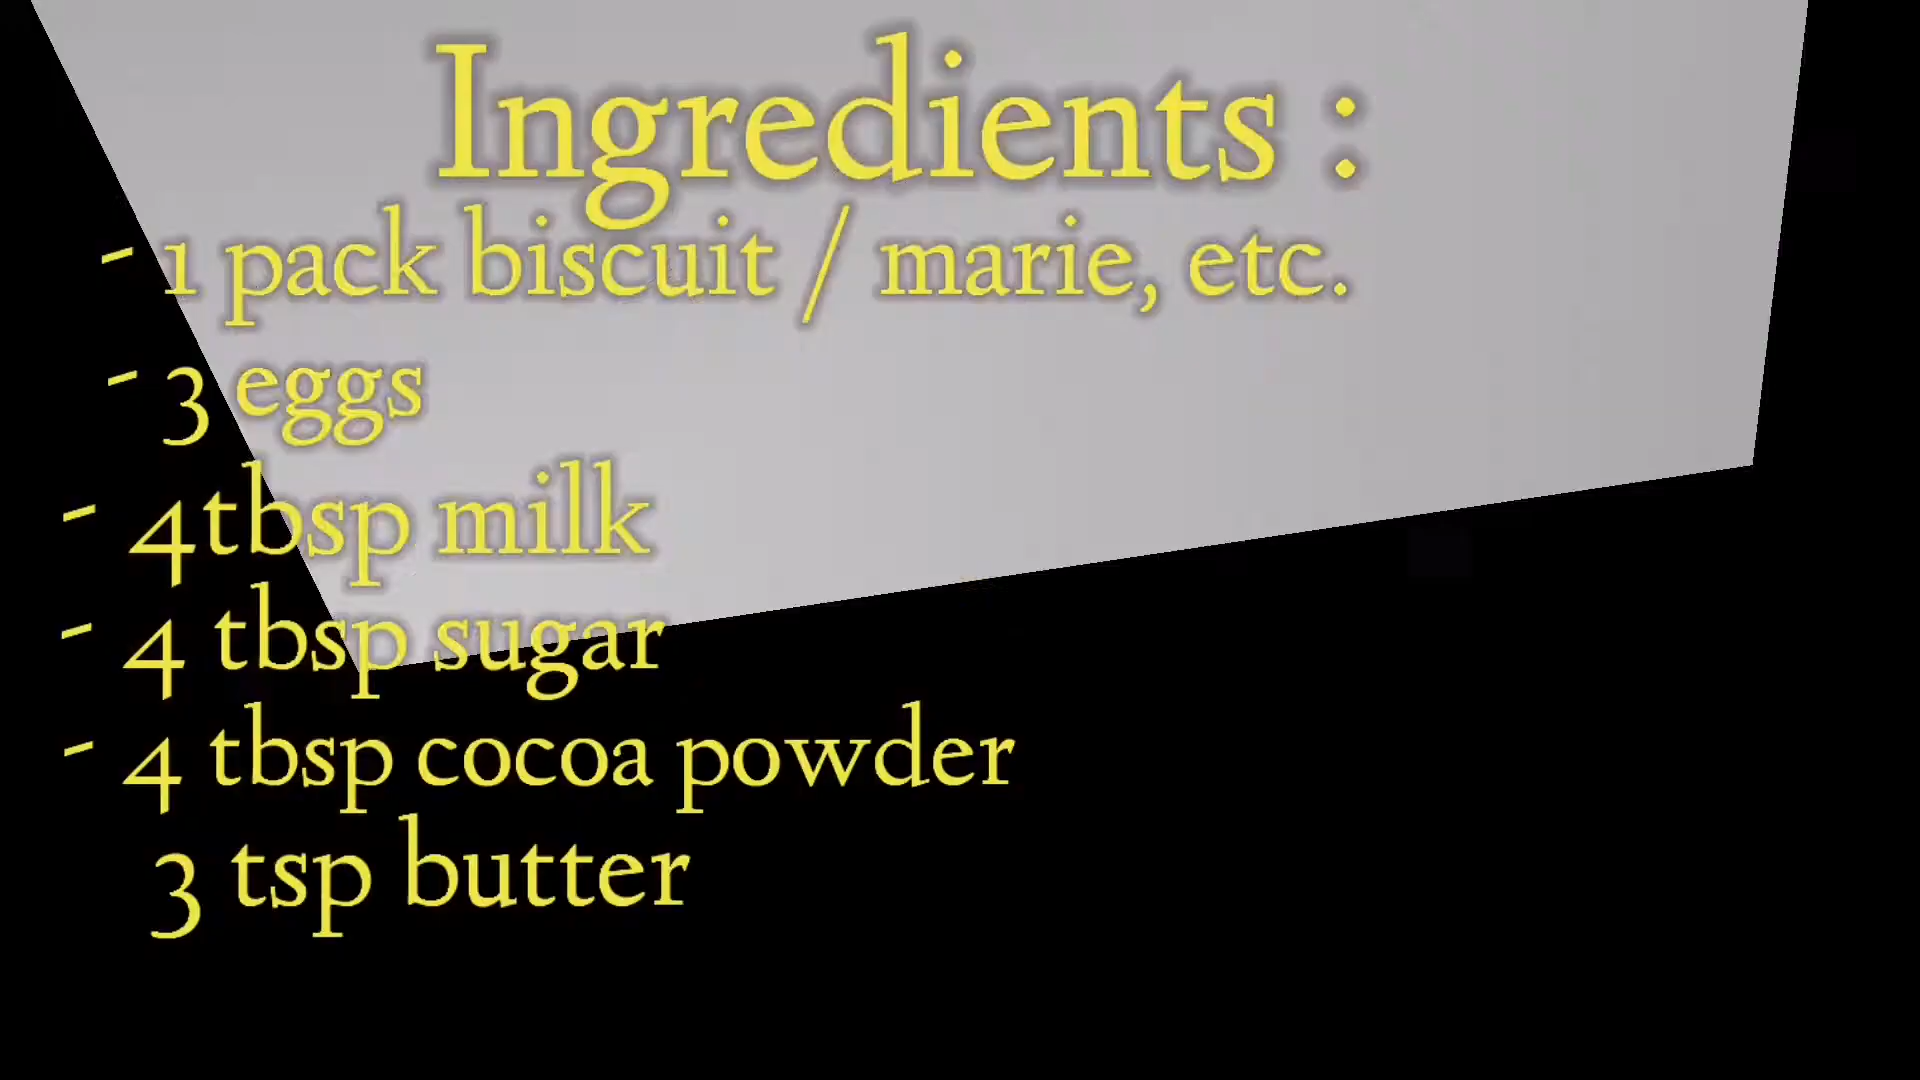 Ingredients :
- 1 pack biscuit / marie, etc.
- 3 eggs
- 4tbsp milk
- 4 tbsp sugar
- 4 tbsp cocoa powder
3 tsp butter